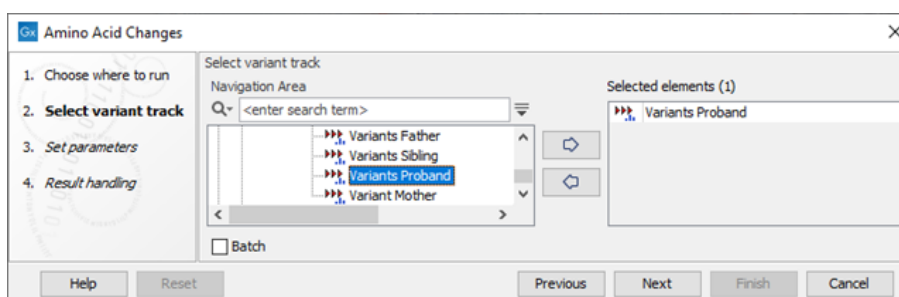 Gx Amino Acid Changes
1. Choose where to run
2. Select variant track
3. Set parameters
4. Result handling
Select variant track
Navigation Area
<enter search term>
Variants Father
Variants Sibling
Variants Proband
Variant Mother
Batch
Selected elements (1)
Variants Proband
Help
Reset
Previous
Next
Finish
Cancel